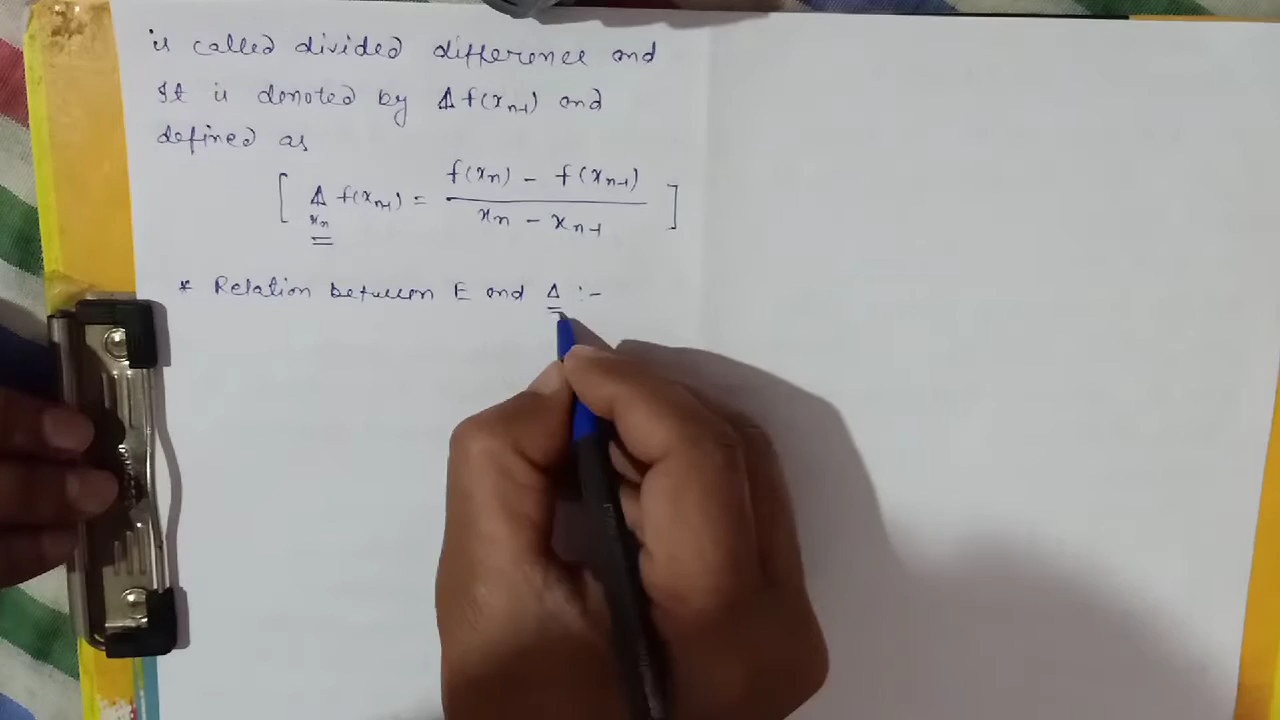 is called divided difference and
It is denoted by Δ f(xₙ₋₁) and
defined as
[ Δ f(xₙ₋₁) = f(xₙ) - f(xₙ₋₁) / xₙ - xₙ₋₁ ]
xₙ
* Relation between E and Δ :-